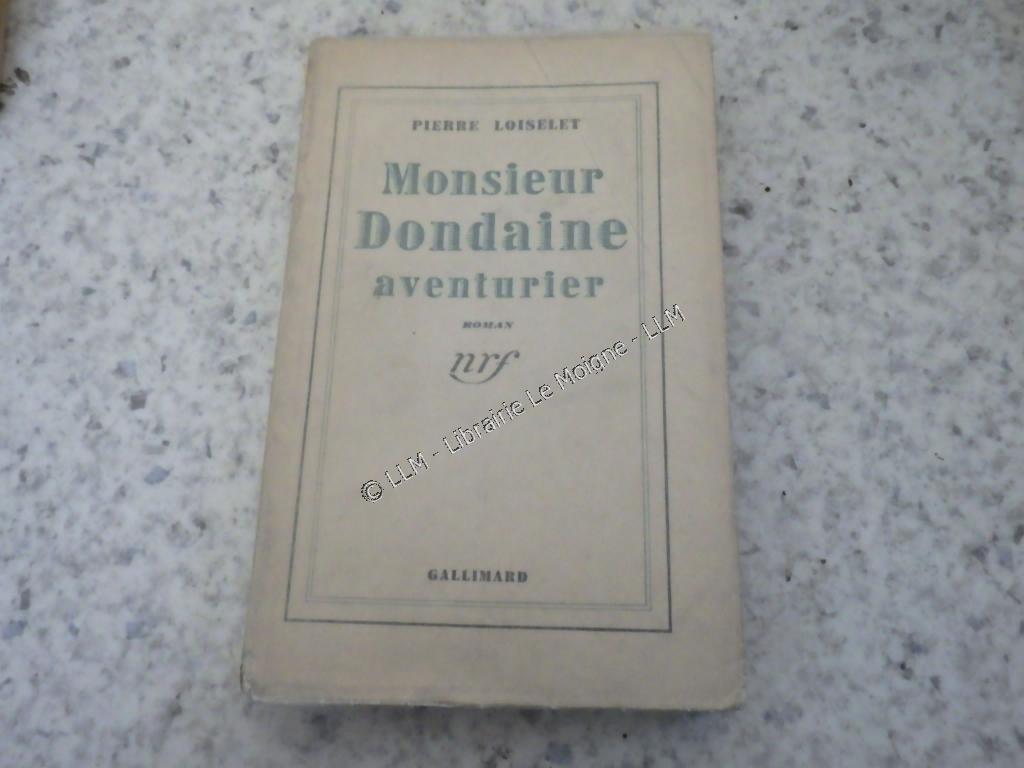 PIERRE LOISELET
Monsieur
Dondaine
aventurier
ROMAN
nrf
© LLM - Librairie Le Moigne - LLM
GALLIMARD